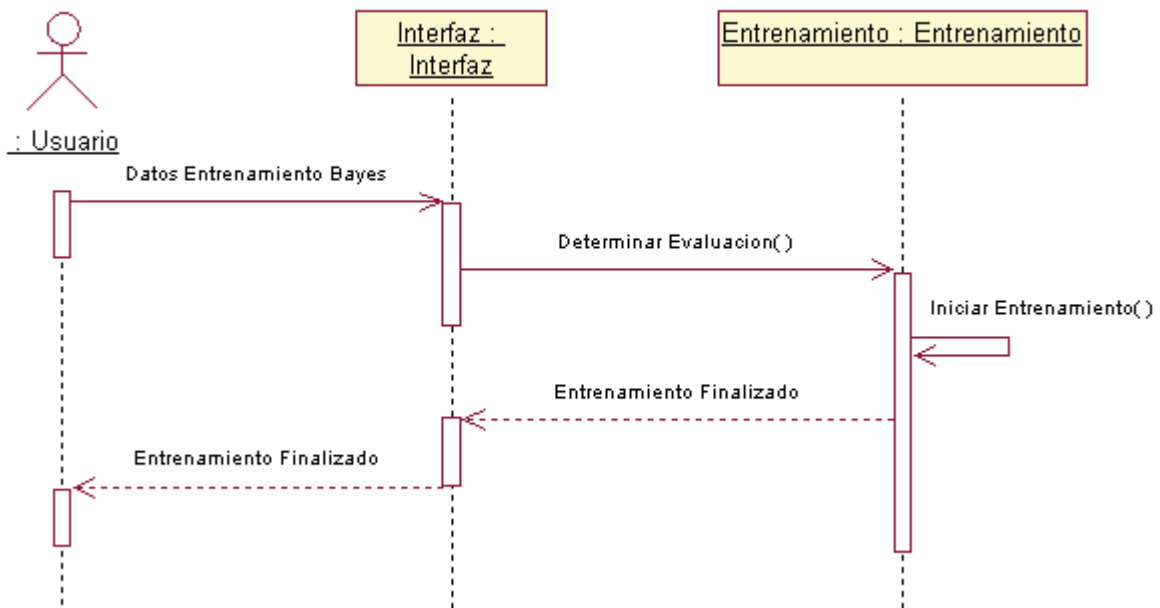 Interfaz :
Interfaz
Entrenamiento : Entrenamiento
: Usuario
Datos Entrenamiento Bayes
Determinar Evaluacion( )
Iniciar Entrenamiento( )
Entrenamiento Finalizado
Entrenamiento Finalizado